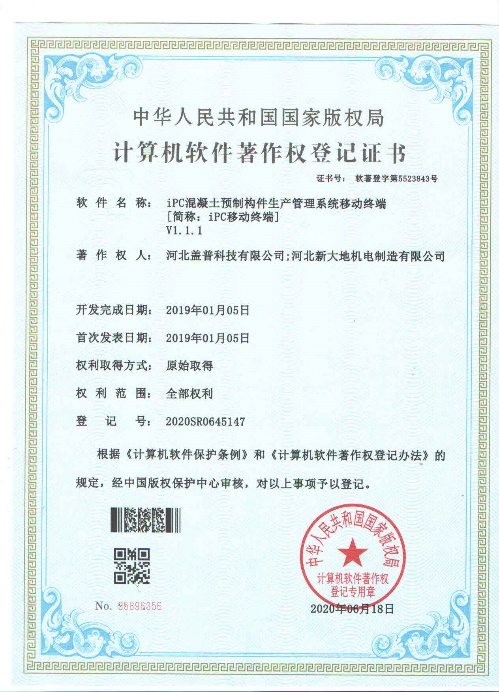 中华人民共和国国家版权局
计算机软件著作权登记证书
证书号： 软著登字第5523843号
软件名称： iPC混凝土预制构件生产管理系统移动终端
[简称：iPC移动终端]
V1.1.1
著作权人： 河北盖普科技有限公司;河北新大地机电制造有限公司
开发完成日期： 2019年01月05日
首次发表日期： 2019年01月05日
权利取得方式： 原始取得
权利范围： 全部权利
登记号： 2020SR0645147
根据《计算机软件保护条例》和《计算机软件著作权登记办法》的
规定，经中国版权保护中心审核，对以上事项予以登记。
中华人民共和国国家版权局
计算机软件著作权
登记专用章
No.
2020年06月18日